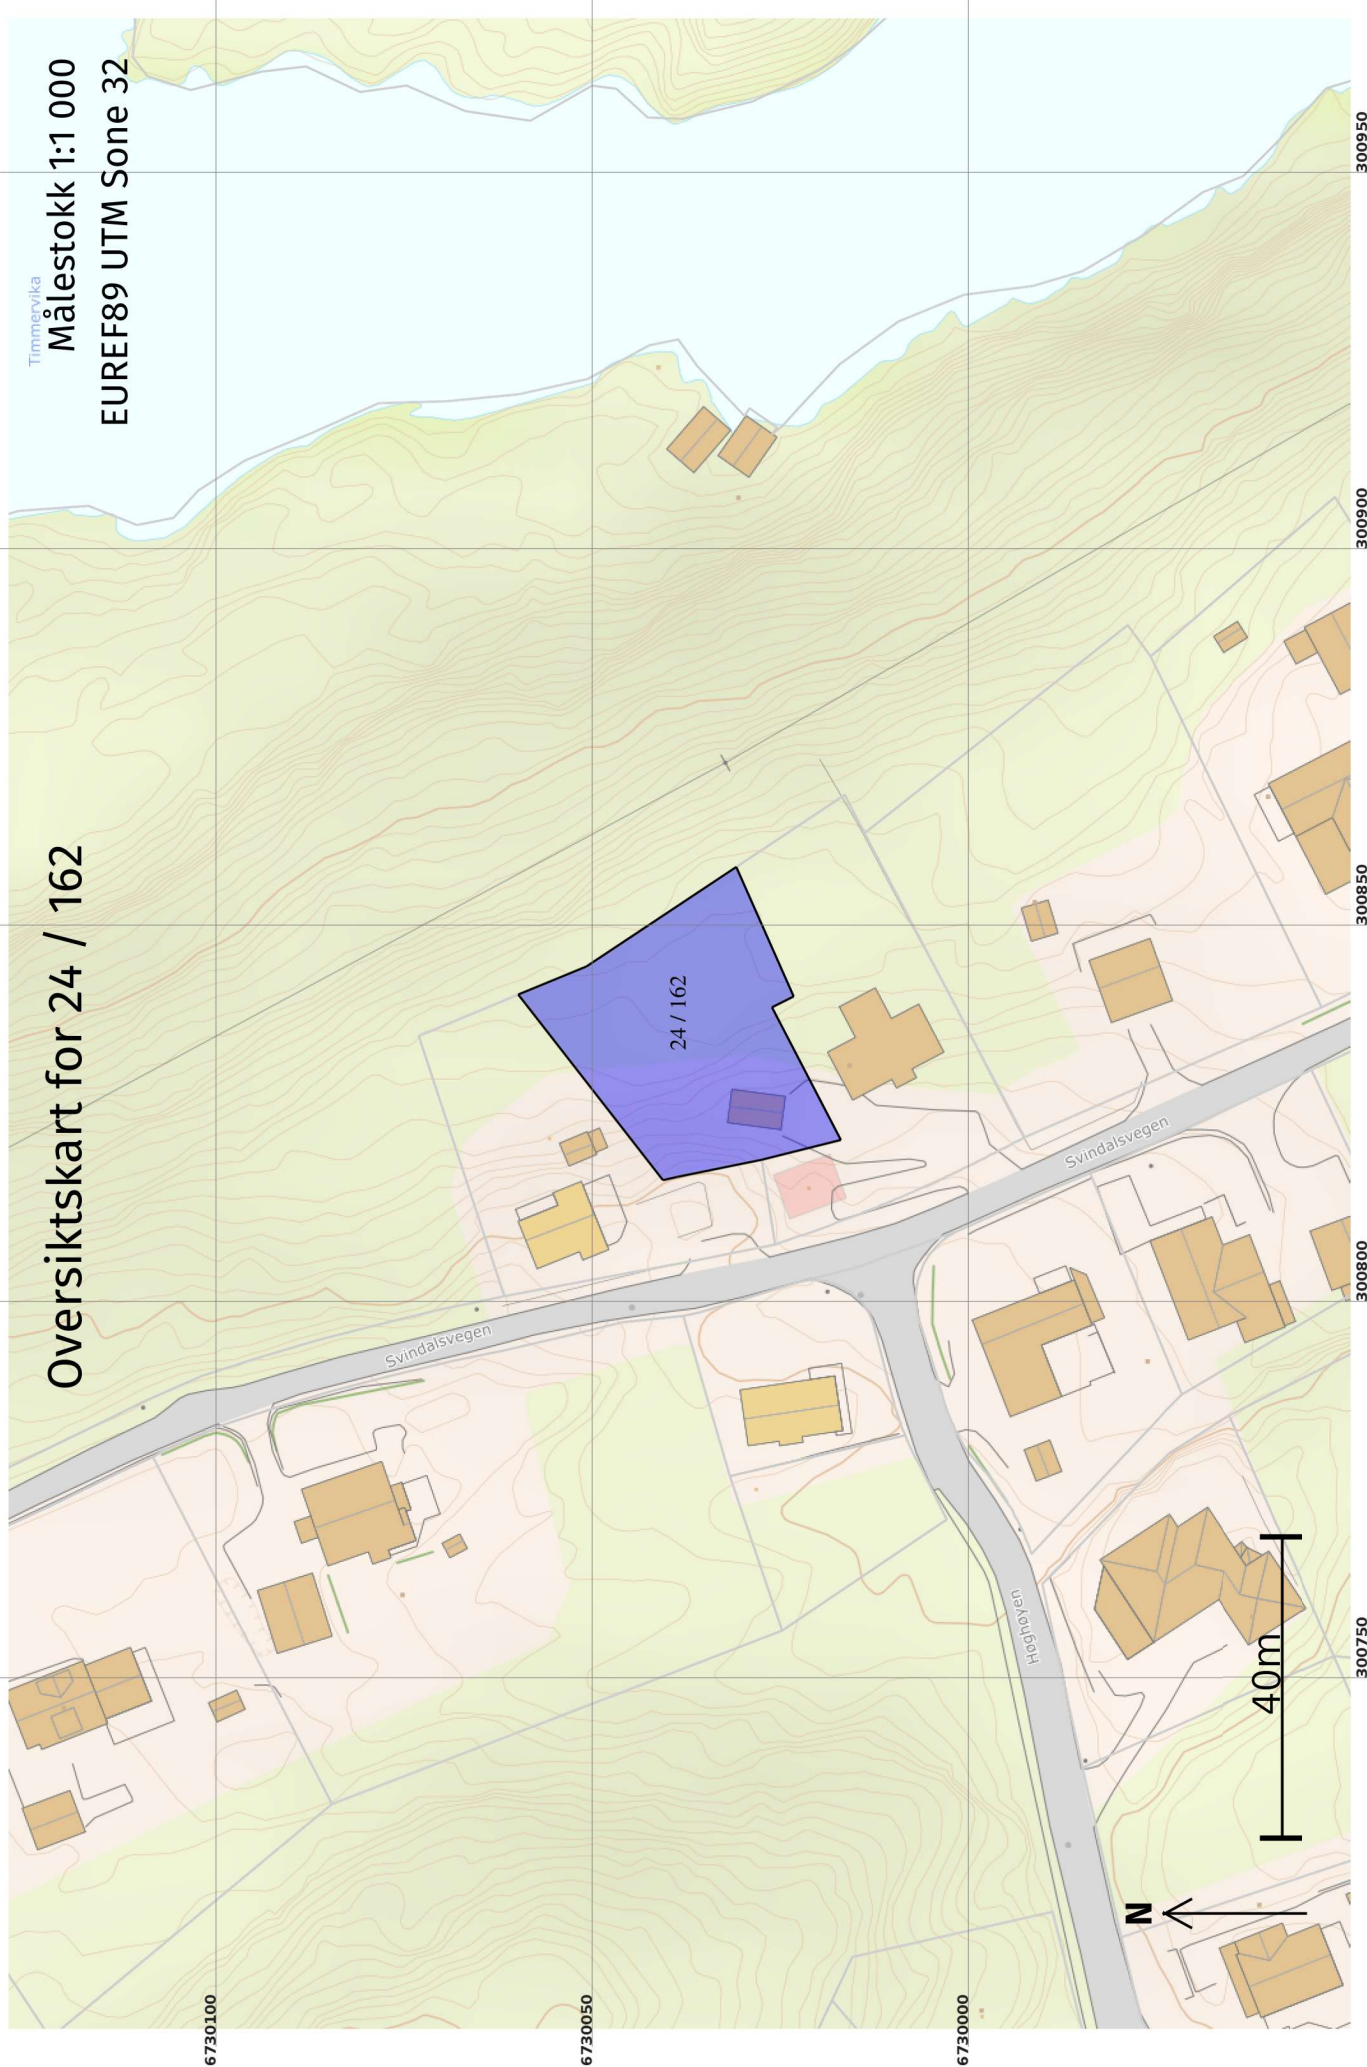 Oversiktskart for 24 / 162
Timmervika
Målestokk 1:1 000
EUREF89 UTM Sone 32
6730100
6730050
6730000
Svindalsvegen
24 / 162
Svindalsvegen
Høghøyen
N
40m
300750
300800
300850
300900
300950